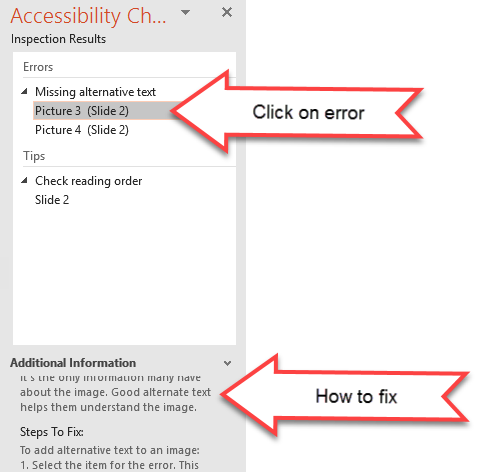 Accessibility Ch...
Inspection Results
Errors
Missing alternative text
Picture 3 (Slide 2)
Click on error
Picture 4 (Slide 2)
Tips
Check reading order
Slide 2
Additional Information
It's the only information many have
about the image. Good alternate text
helps them understand the image.
How to fix
Steps To Fix:
To add alternative text to an image:
1. Select the item for the error. This